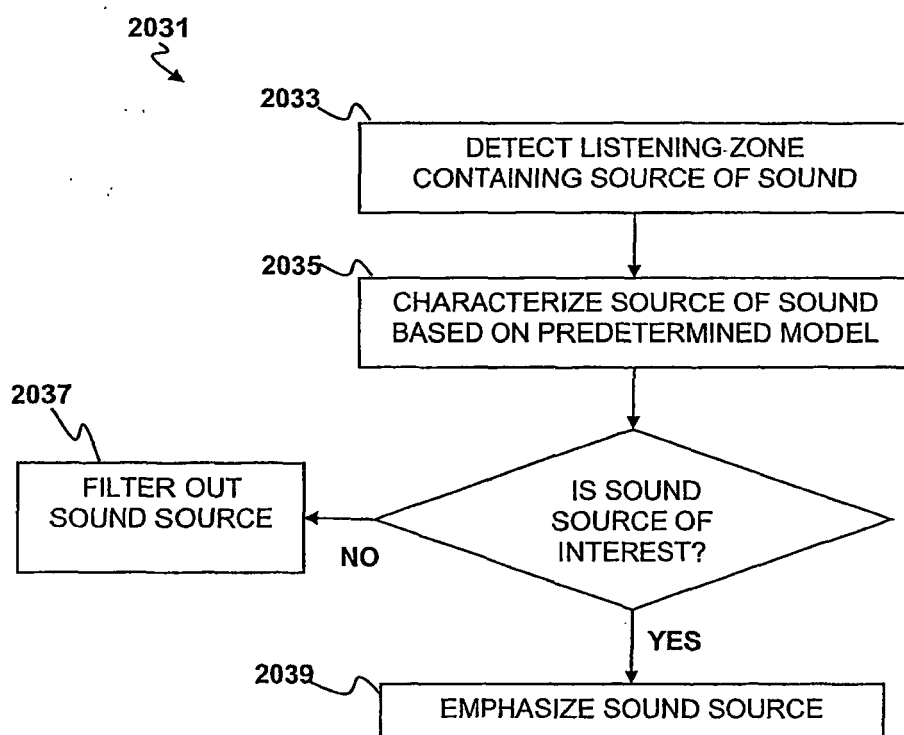 2031
2033
DETECT LISTENING ZONE
CONTAINING SOURCE OF SOUND
2035
CHARACTERIZE SOURCE OF SOUND
BASED ON PREDETERMINED MODEL
2037
FILTER OUT
SOUND SOURCE
IS SOUND
SOURCE OF
INTEREST?
NO
YES
2039
EMPHASIZE SOUND SOURCE